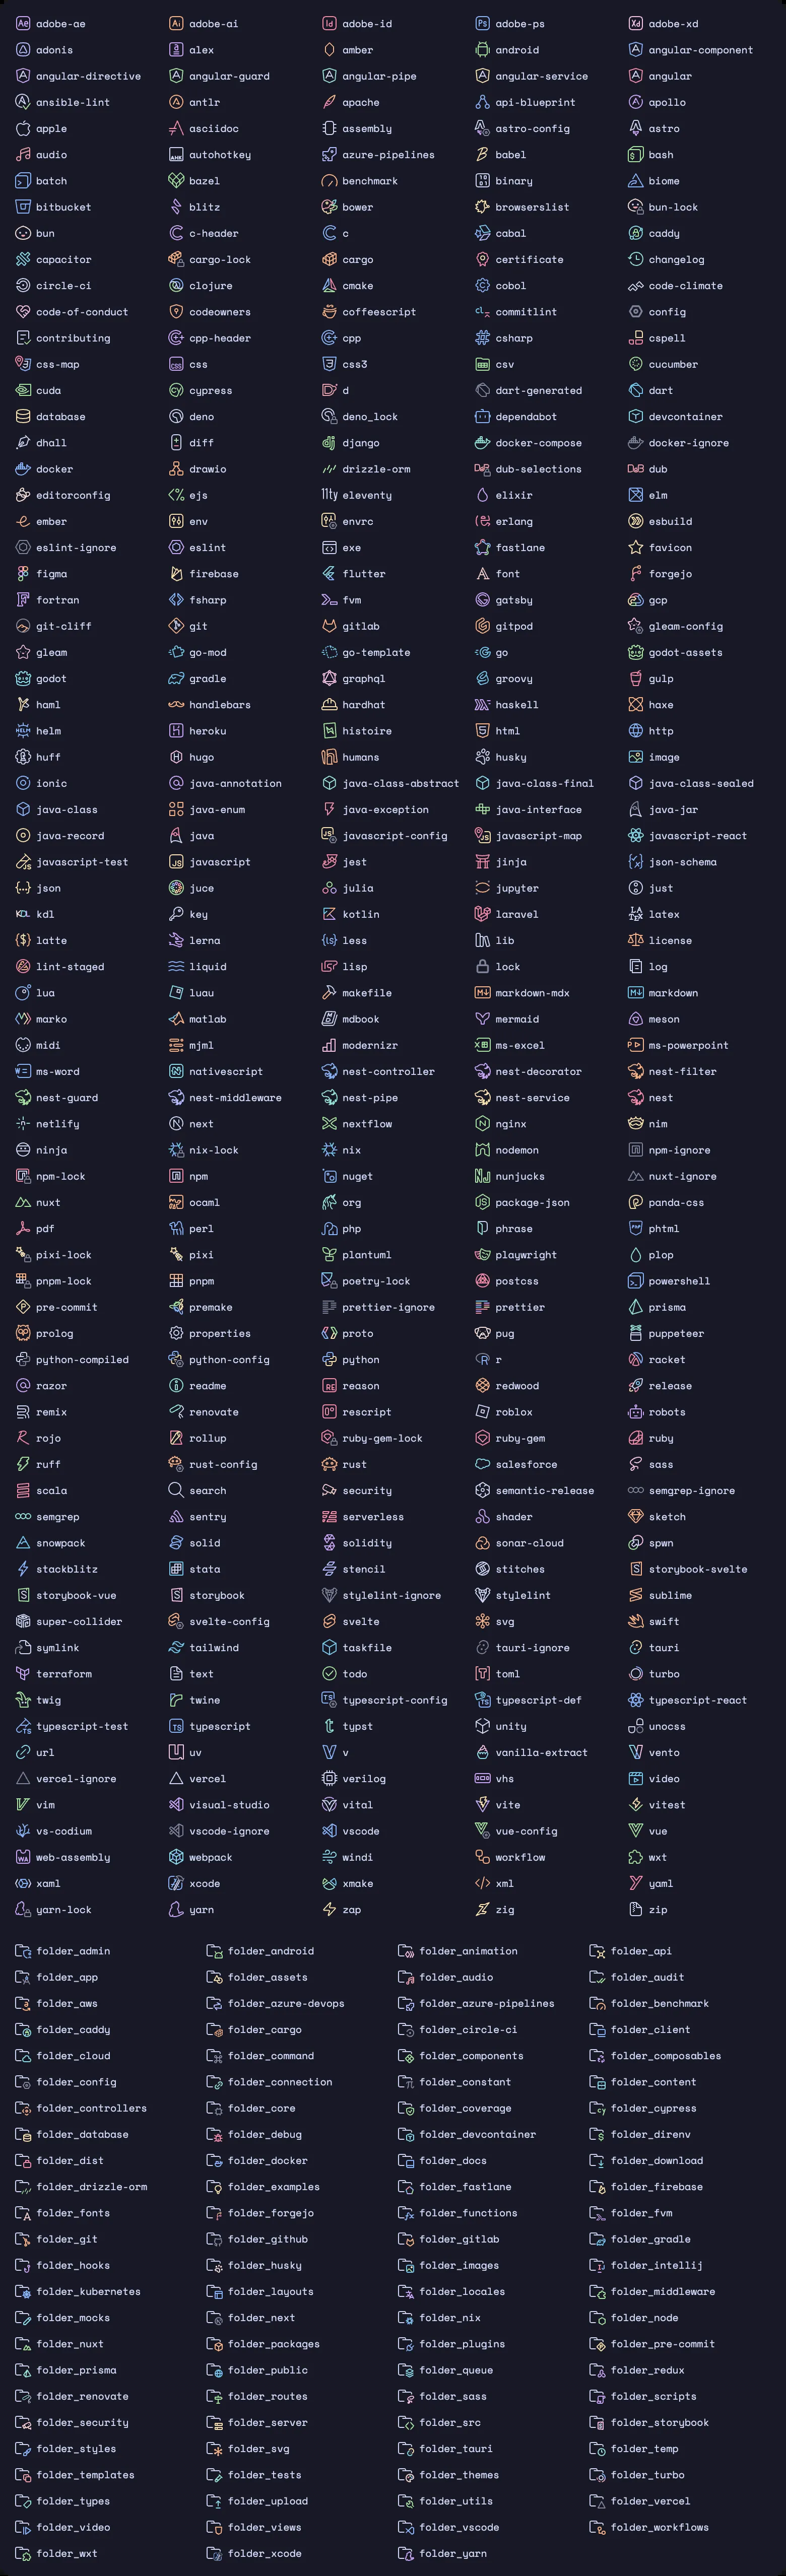 adobe-ae adobe-ai adobe-id adobe-ps adobe-xd
adonis alex amber android angular-component
angular-directive angular-guard angular-pipe angular-service angular
ansible-lint antlr apache api-blueprint apollo
apple asciidoc assembly astro-config astro
audio autohotkey azure-pipelines babel bash
batch bazel benchmark binary biome
bitbucket blitz bower browserslist bun-lock
bun c-header c cabal caddy
capacitor cargo-lock cargo certificate changelog
circle-ci clojure cmake cobol code-climate
code-of-conduct codeowners coffeescript commitlint config
contributing cpp-header cpp csharp cspell
css-map css css3 csv cucumber
cuda cypress d dart-generated dart
database deno deno_lock dependabot devcontainer
dhall diff django docker-compose docker-ignore
docker drawio drizzle-orm dub-selections dub
editorconfig ejs eleventy elixir elm
ember env envrc erlang esbuild
eslint-ignore eslint exe fastlane favicon
figma firebase flutter font forgejo
fortran fsharp fvm gatsby gcp
git-cliff git gitlab gitpod gleam-config
gleam go-mod go-template go godot-assets
godot gradle graphql groovy gulp
haml handlebars hardhat haskell haxe
helm heroku histoire html http
huff hugo humans husky image
ionic java-annotation java-class-abstract java-class-final java-class-sealed
java-class java-enum java-exception java-interface java-jar
java-record java javascript-config javascript-map javascript-react
javascript-test javascript jest jinja json-schema
json juce julia jupyter just
kdl key kotlin laravel latex
latte lerna less lib license
lint-staged liquid lisp lock log
lua luau makefile markdown-mdx markdown
marko matlab mdbook mermaid meson
midi mjml modernizr ms-excel ms-powerpoint
ms-word nativescript nest-controller nest-decorator nest-filter
nest-guard nest-middleware nest-pipe nest-service nest
netlify next nextflow nginx nim
ninja nix-lock nix nodemon npm-ignore
npm-lock npm nuget nunjucks nuxt-ignore
nuxt ocaml org package-json panda-css
pdf perl php phrase phtml
pixi-lock pixi plantuml playwright plop
pnpm-lock pnpm poetry-lock postcss powershell
pre-commit premake prettier-ignore prettier prisma
prolog properties proto pug puppeteer
python-compiled python-config python r racket
razor readme reason redwood release
remix renovate rescript roblox robots
rojo rollup ruby-gem-lock ruby-gem ruby
ruff rust-config rust salesforce sass
scala search security semantic-release semgrep-ignore
semgrep sentry serverless shader sketch
snowpack solid solidity sonar-cloud spwn
stackblitz stata stencil stitches storybook-svelte
storybook-vue storybook stylelint-ignore stylelint sublime
super-collider svelte-config svelte svg swift
symlink tailwind taskfile tauri-ignore tauri
terraform text todo toml turbo
twig twine typescript-config typescript-def typescript-react
typescript-test typescript typst unity unocss
url uv v vanilla-extract vento
vercel-ignore vercel verilog vhs video
vim visual-studio vital vite vitest
vs-codium vscode-ignore vscode vue-config vue
web-assembly webpack windi workflow wxt
xaml xcode xmake xml yaml
yarn-lock yarn zap zig zip
folder_admin folder_android folder_animation folder_api
folder_app folder_assets folder_audio folder_audit
folder_aws folder_azure-devops folder_azure-pipelines folder_benchmark
folder_caddy folder_cargo folder_circle-ci folder_client
folder_cloud folder_command folder_components folder_composables
folder_config folder_connection folder_constant folder_content
folder_controllers folder_core folder_coverage folder_cypress
folder_database folder_debug folder_devcontainer folder_direnv
folder_dist folder_docker folder_docs folder_download
folder_drizzle-orm folder_examples folder_fastlane folder_firebase
folder_fonts folder_forgejo folder_functions folder_fvm
folder_git folder_github folder_gitlab folder_gradle
folder_hooks folder_husky folder_images folder_intellij
folder_kubernetes folder_layouts folder_locales folder_middleware
folder_mocks folder_next folder_nix folder_node
folder_nuxt folder_packages folder_plugins folder_pre-commit
folder_prisma folder_public folder_queue folder_redux
folder_renovate folder_routes folder_sass folder_scripts
folder_security folder_server folder_src folder_storybook
folder_styles folder_svg folder_tauri folder_temp
folder_templates folder_tests folder_themes folder_turbo
folder_types folder_upload folder_utils folder_vercel
folder_video folder_views folder_vscode folder_workflows
folder_wxt folder_xcode folder_yarn